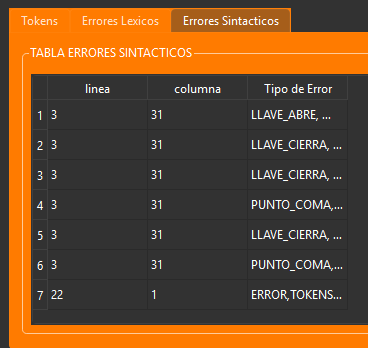 Tokens Errores Lexicos Errores Sintacticos
TABLA ERRORES SINTACTICOS
linea columna Tipo de Error
1 3 31 LLAVE_ABRE, ...
2 3 31 LLAVE_CIERRA, ...
3 3 31 LLAVE_CIERRA, ...
4 3 31 PUNTO_COMA,...
5 3 31 LLAVE_CIERRA, ...
6 3 31 PUNTO_COMA,...
7 22 1 ERROR,TOKENS...